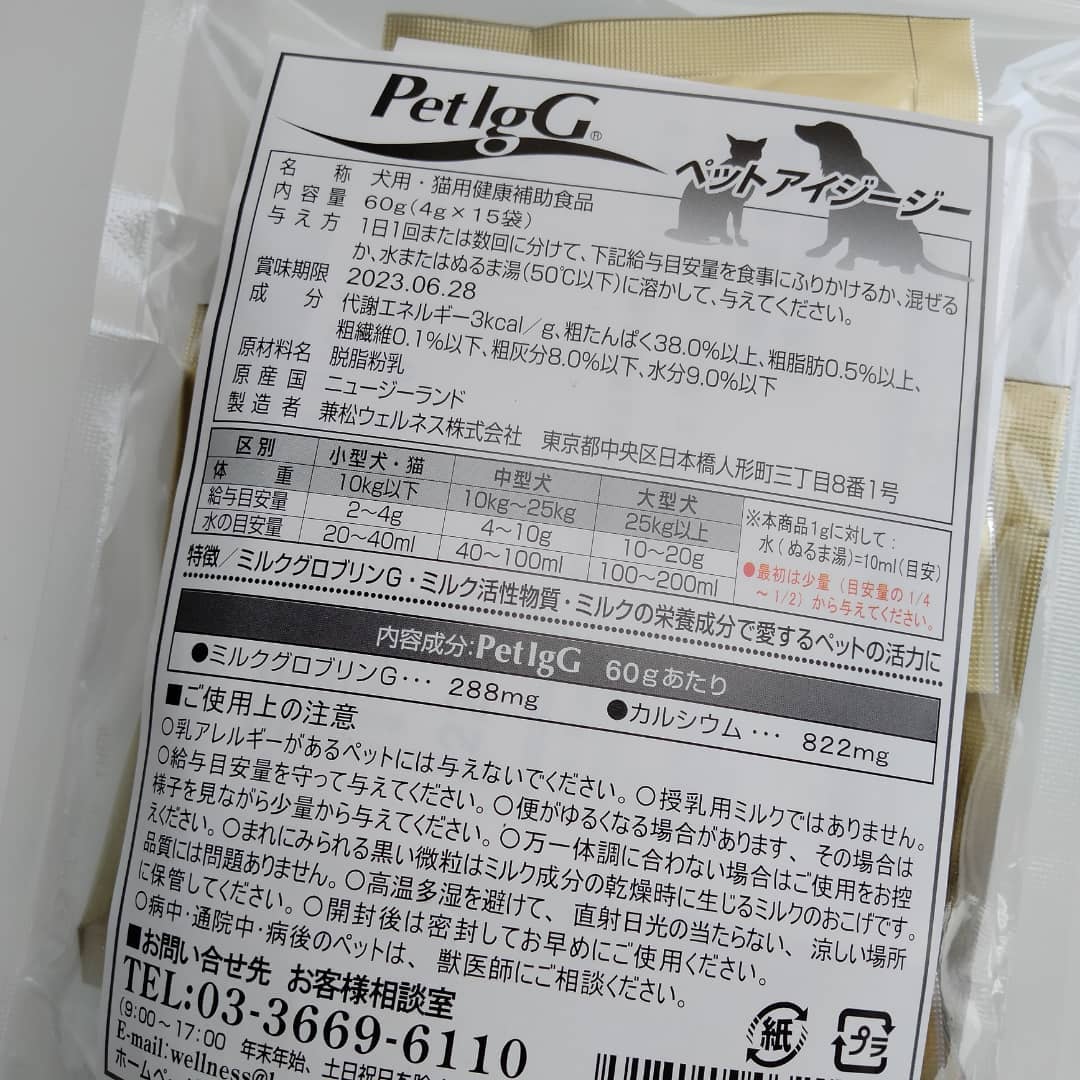 PetIgG®
ペットアイジージー
名称 犬用・猫用健康補助食品
内容量 60g(4g×15袋)
与え方 1日1回または数回に分けて、下記給与目安量を食事にふりかけるか、混ぜる
か、水またはぬるま湯(50℃以下)に溶かして、与えてください。
賞味期限 2023.06.28
成分 代謝エネルギー3kcal/g、粗たんぱく38.0%以上、粗脂肪0.5%以上、
粗繊維0.1%以下、粗灰分8.0%以下、水分9.0%以下
原材料名 脱脂粉乳
原産国 ニュージーランド
製造者 兼松ウェルネス株式会社 東京都中央区日本橋人形町三丁目8番1号
区別 小型犬・猫 中型犬 大型犬
体重 10kg以下 10kg～25kg 25kg以上
給与目安量 2～4g 4～10g 10～20g
水の目安量 20～40ml 40～100ml 100～200ml
※本商品1gに対して：
水(ぬるま湯)=10ml(目安)
●最初は少量(目安量の1/4
～1/2)から与えてください。
特徴/ミルクグロブリンG・ミルク活性物質・ミルクの栄養成分で愛するペットの活力に
内容成分:PetIgG 60gあたり
●ミルクグロブリンG… 288mg ●カルシウム… 822mg
■ご使用上の注意
○乳アレルギーがあるペットには与えないでください。○授乳用ミルクではありません。
○給与目安量を守って与えてください。○便がゆるくなる場合があります、その場合は
様子を見ながら少量から与えてください。○万一体調に合わない場合はご使用をお控
えください。○まれにみられる黒い微粒はミルク成分の乾燥時に生じるミルクのおこげです。
品質には問題ありません。○高温多湿を避けて、直射日光の当たらない、涼しい場所
に保管してください。○開封後は密封してお早めにご使用ください。
○病中・通院中・病後のペットは、獣医師にご相談ください。
■お問い合せ先 お客様相談室
TEL:03-3669-6110
(9:00～17:00 年末年始、土日祝日を除
E-mail:wellness@
ホームペ
紙
プラ